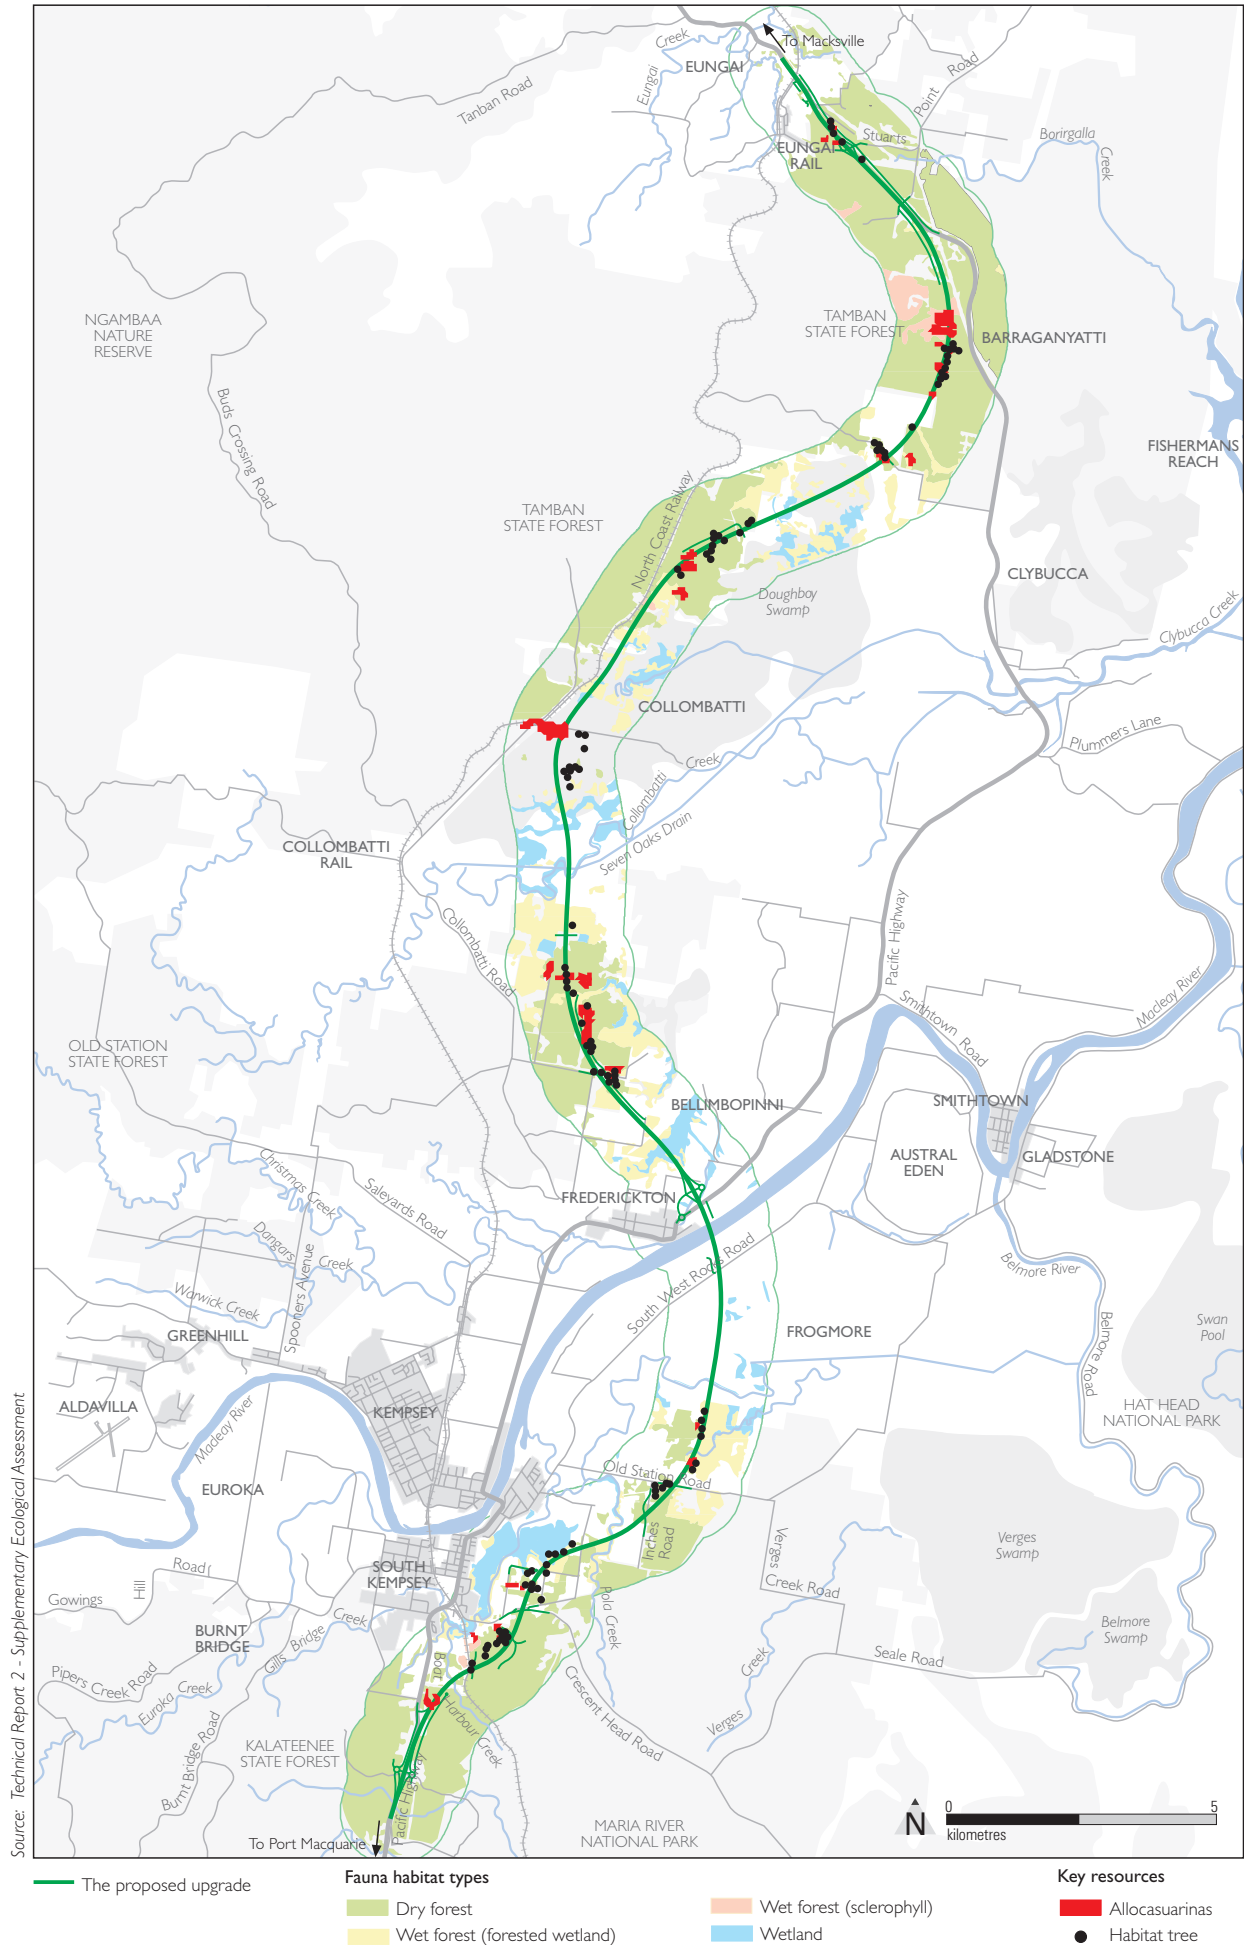 To Macksville
Creek
EUNGAI
Eungai
Tanban Road
Road
Point
Stuarts
EUNGAI
RAIL
Borirgalla
Creek
NGAMBAA
NATURE
RESERVE
TAMBAN
STATE FOREST
BARRAGANYATTI
Buds Crossing Road
FISHERMANS
REACH
North Coast Railway
TAMBAN
STATE FOREST
CLYBUCCA
Doughboy
Swamp
Clybucca Creek
COLLOMBATTI
Plummers Lane
Creek
Collombatti
Seven Oaks Drain
COLLOMBATTI
RAIL
Collombatti Road
Pacific Highway
Smithtown Road
Macleay River
OLD STATION
STATE FOREST
BELLIMBOPINNI
SMITHTOWN
AUSTRAL
EDEN
GLADSTONE
Christmas Creek
Saleyards Road
FREDERICKTON
Dangars Creek
Spooners Avenue
South West Rocks Road
Belmore River
Warwick Creek
GREENHILL
FROGMORE
Belmore Road
Swan
Pool
ALDAVILLA
KEMPSEY
HAT HEAD
NATIONAL PARK
Macleay River
EUROKA
Old Station Road
Inches
Road
Verges
Creek Road
Verges
Swamp
SOUTH
KEMPSEY
Road
Hill
Gowings
Pola Creek
Belmore
Swamp
BURNT
BRIDGE
Gills Bridge Creek
Seale Road
Pipers Creek Road
Euroka Creek
Boat Harbour Creek
Crescent Head Road
Verges Creek
Burnt Bridge Road
KALATEENEE
STATE FOREST
Pacific Highway
To Port Macquarie
MARIA RIVER
NATIONAL PARK
N
0 5
kilometres
Source: Technical Report 2 - Supplementary Ecological Assessment
The proposed upgrade
Fauna habitat types
Dry forest
Wet forest (forested wetland)
Wet forest (sclerophyll)
Wetland
Key resources
Allocasuarinas
Habitat tree